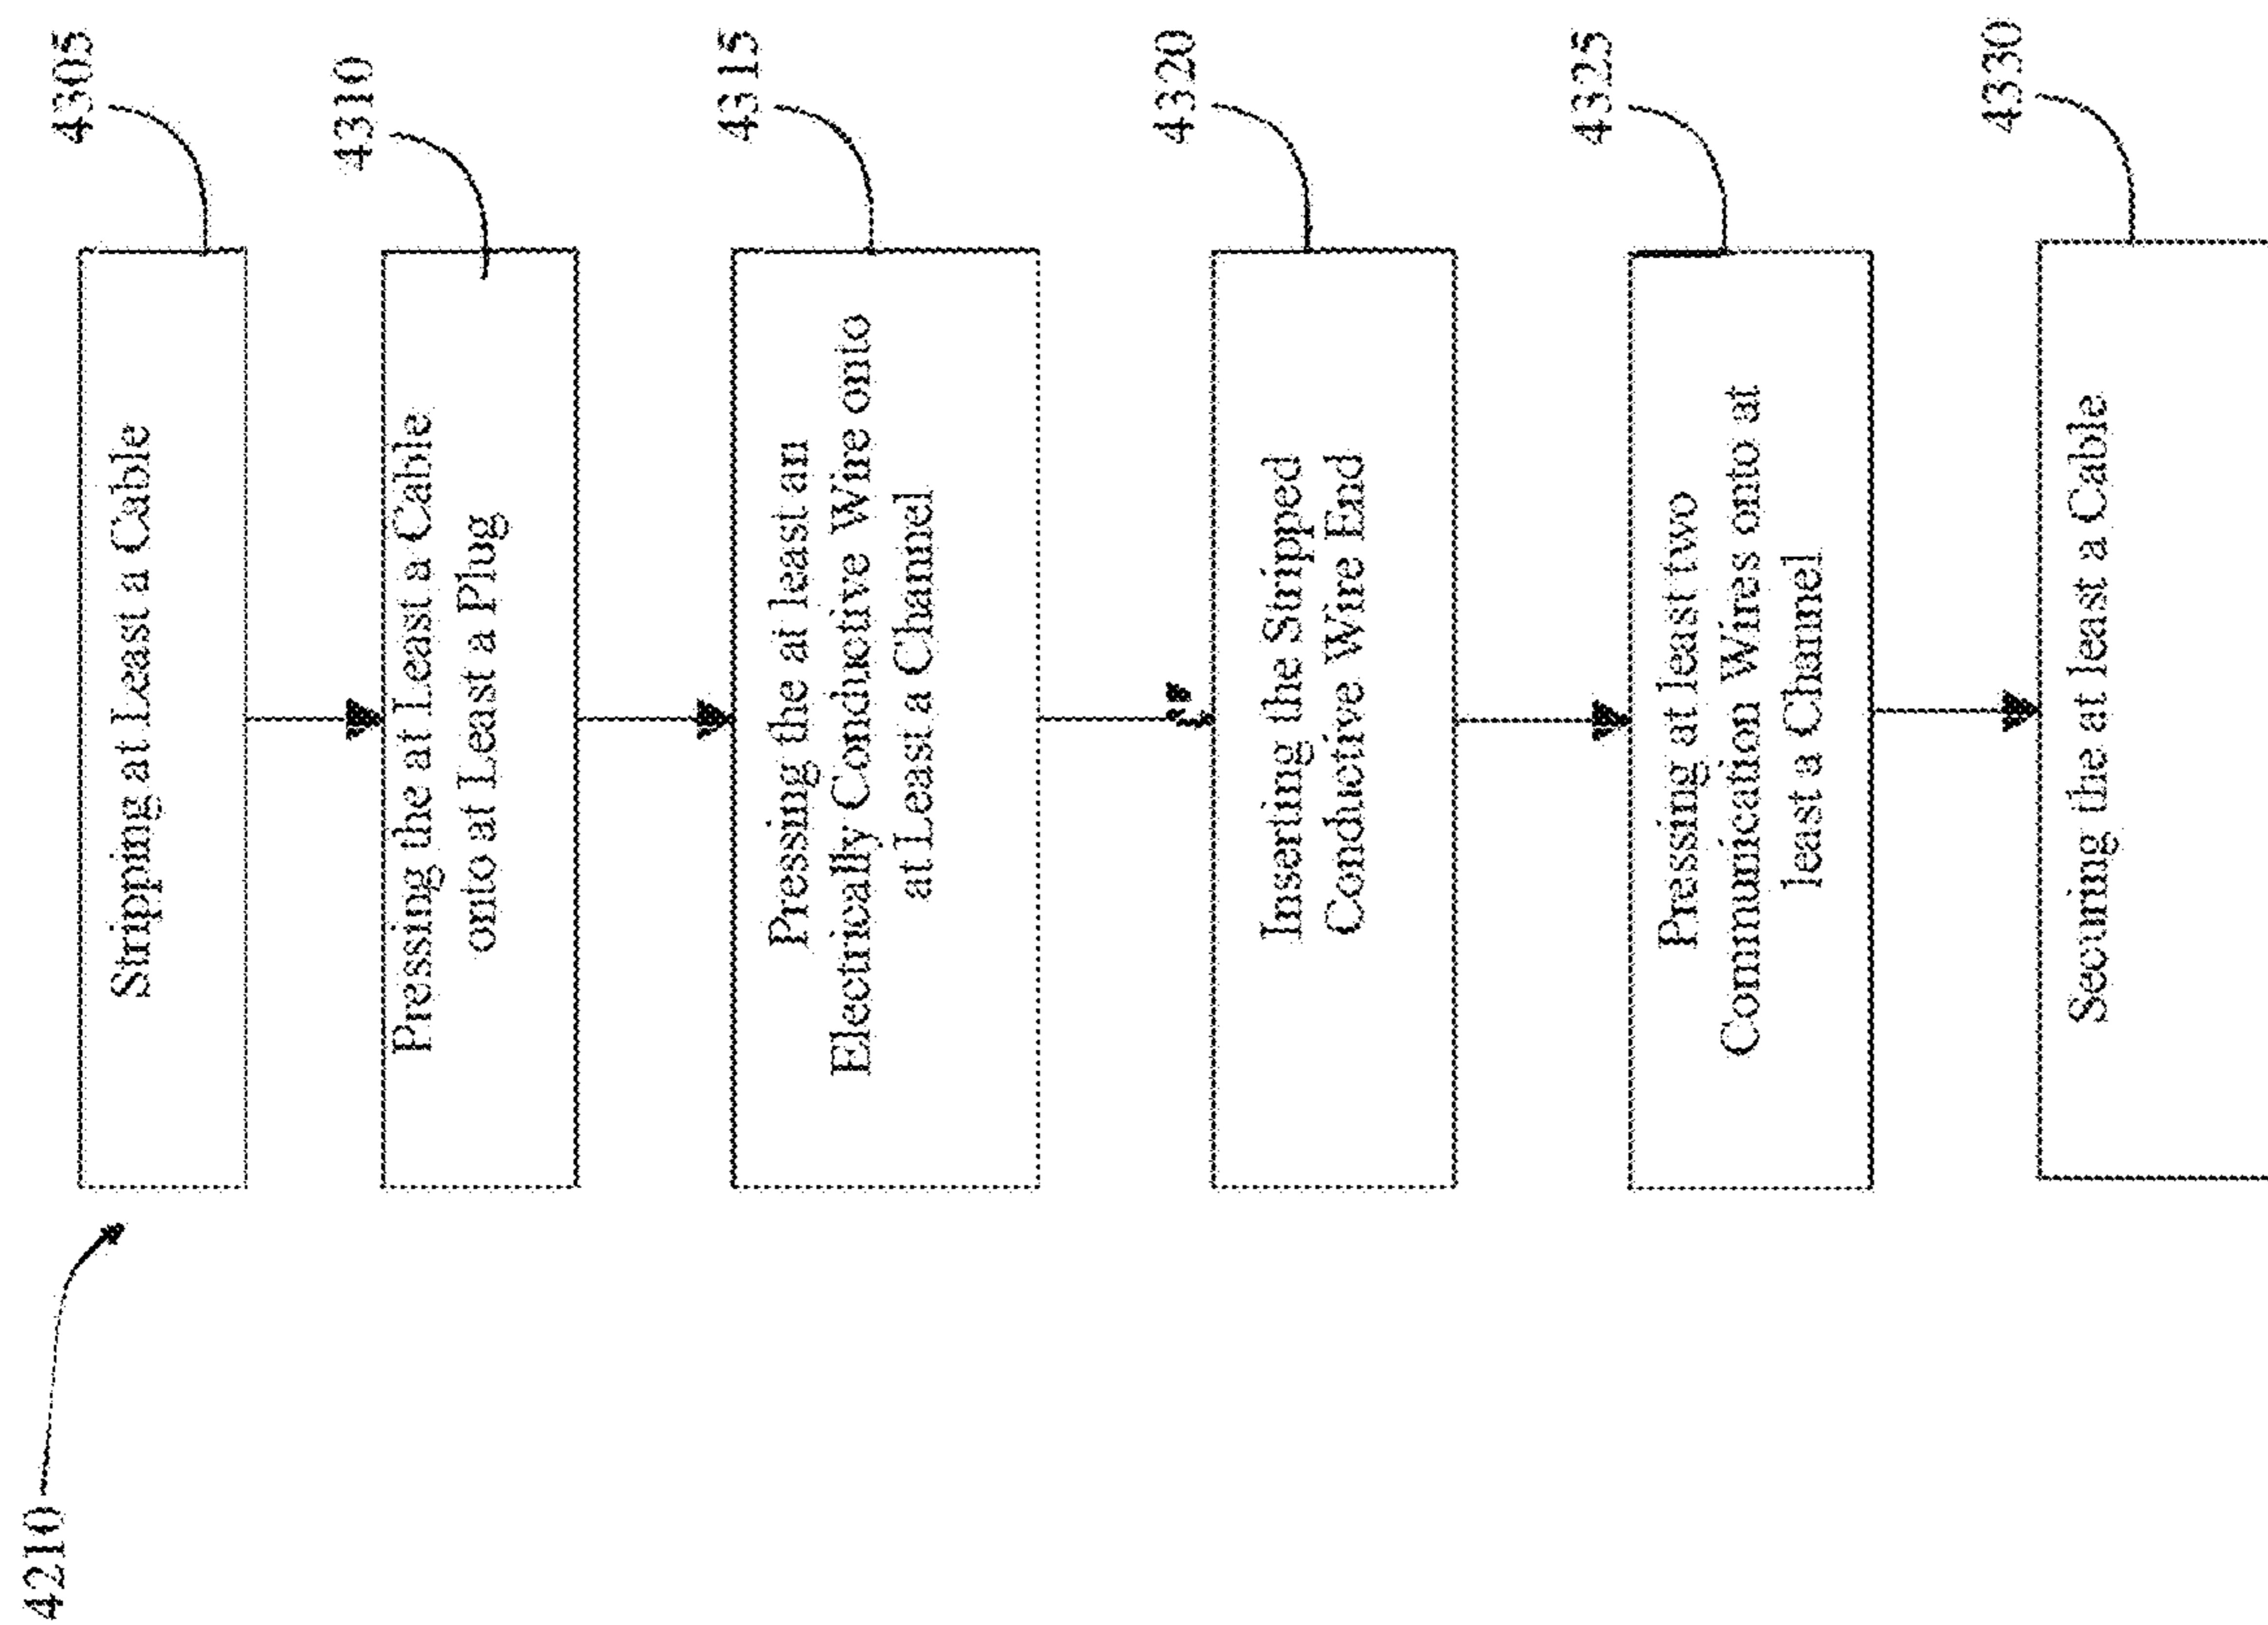 4210
4305
Stripping at Least a Cable
4310
Pressing the at Least a Cable
onto at Least a Plug
4315
Pressing the at least an
Electrically Conductive Wire onto
at Least a Channel
4320
Inserting the Stripped
Conductive Wire End
4325
Pressing at least two
Communication Wires onto at
least a Channel
4330
Securing the at least a Cable